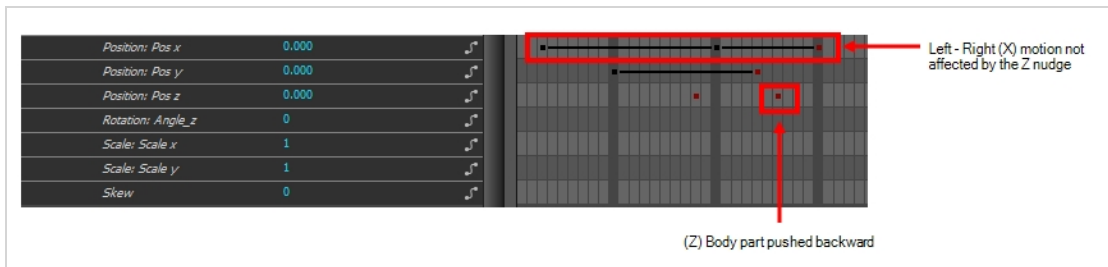 Position: Pos x 0.000
Position: Pos y 0.000
Position: Pos z 0.000
Rotation: Angle_z 0
Scale: Scale x 1
Scale: Scale y 1
Skew 0
Left - Right (X) motion not
affected by the Z nudge
(Z) Body part pushed backward